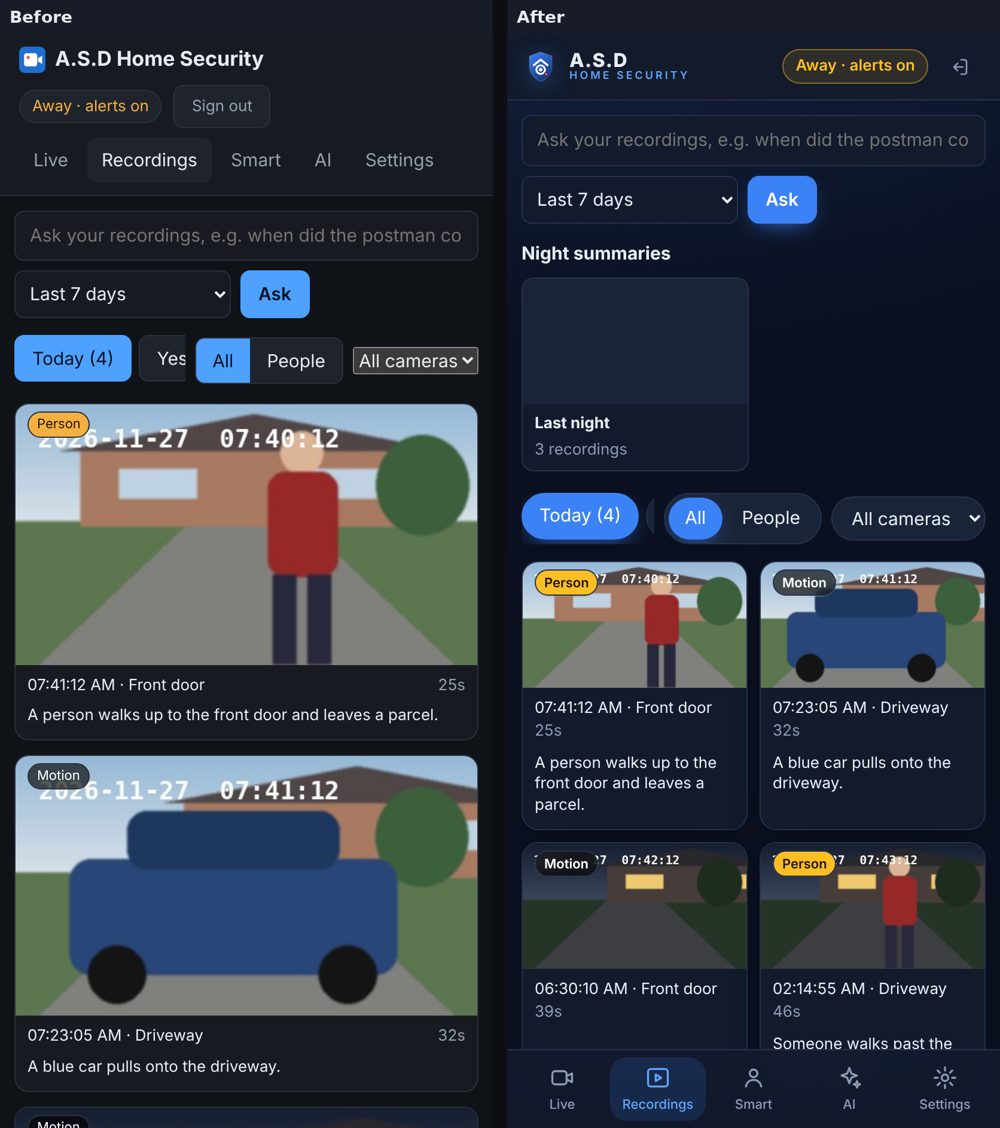 Before
A.S.D Home Security
Away · alerts on
Sign out
Live
Recordings
Smart
AI
Settings
Ask your recordings, e.g. when did the postman co
Last 7 days
Ask
Today (4)
Yes
All
People
All cameras
Person
2026-11-27 07:40:12
07:41:12 AM · Front door
25s
A person walks up to the front door and leaves a parcel.
Motion
2026-11-27 07:41:12
07:23:05 AM · Driveway
32s
A blue car pulls onto the driveway.
Motion
After
A.S.D
HOME SECURITY
Away · alerts on
Ask your recordings, e.g. when did the postman co
Last 7 days
Ask
Night summaries
Last night
3 recordings
Today (4)
All
People
All cameras
Person
7 07:40:12
07:41:12 AM · Front door
25s
A person walks up to the
front door and leaves a
parcel.
Motion
7 07:41:12
07:23:05 AM · Driveway
32s
A blue car pulls onto the
driveway.
Motion
27 07:42:12
06:30:10 AM · Front door
39s
Person
7 07:43:12
02:14:55 AM · Driveway
46s
Someone walks past the
Live
Recordings
Smart
AI
Settings